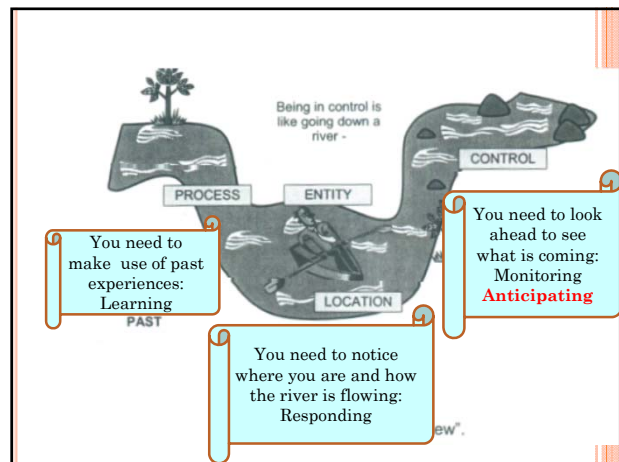 Being in control is
like going down a
river -
CONTROL
PROCESS
ENTITY
You need to
make use of past
experiences:
Learning
You need to look
ahead to see
what is coming:
Monitoring
Anticipating
LOCATION
PAST
You need to notice
where you are and how
the river is flowing:
Responding
ew".